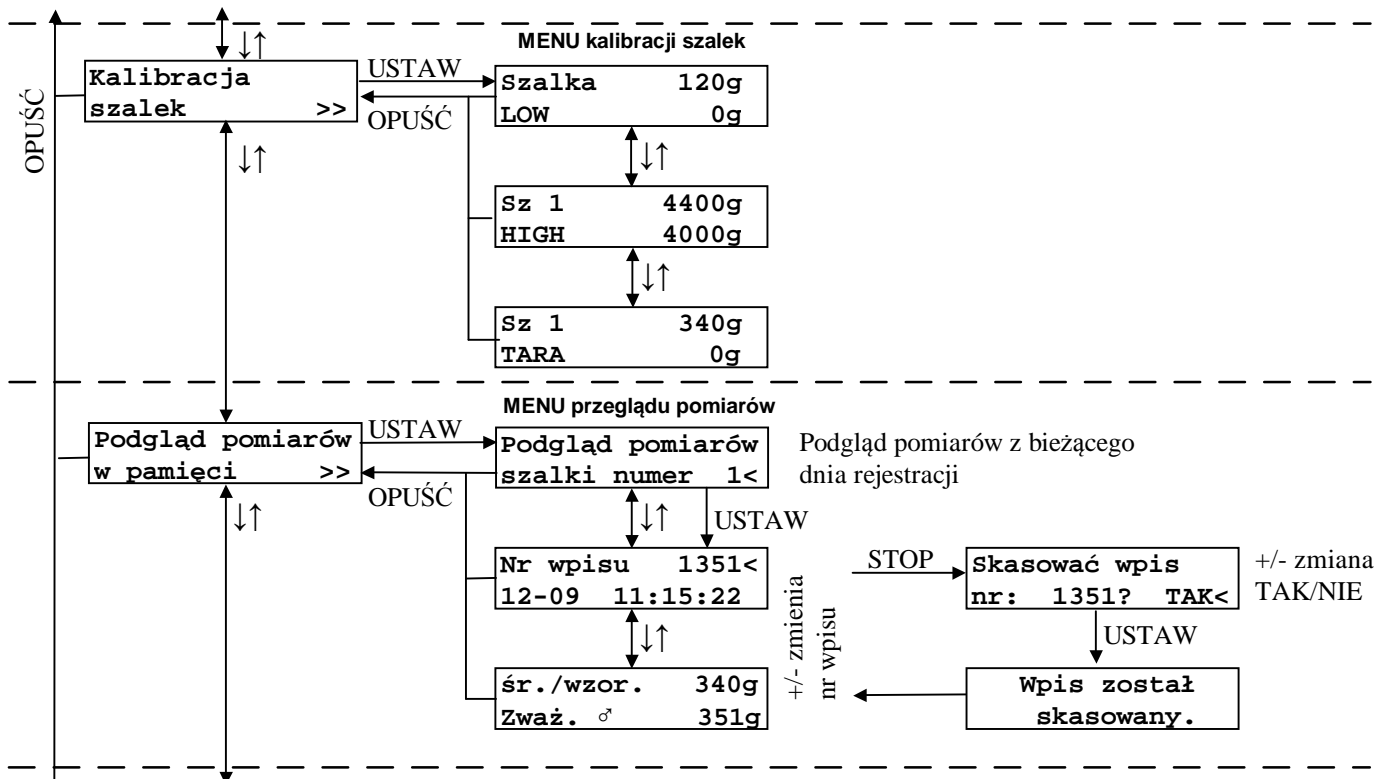 ↓↑
MENU kalibracji szalek
OPUŚĆ
Kalibracja
szalek >>
USTAW
OPUŚĆ
Szalka 120g
LOW 0g
↓↑
↓↑
Sz 1 4400g
HIGH 4000g
↓↑
Sz 1 340g
TARA 0g
MENU przeglądu pomiarów
Podgląd pomiarów
w pamięci >>
USTAW
OPUŚĆ
Podgląd pomiarów
szalki numer 1<
Podgląd pomiarów z bieżącego
dnia rejestracji
↓↑
↓↑
USTAW
Nr wpisu 1351<
12-09 11:15:22
↓↑
śr./wzor. 340g
Zważ. ♂ 351g
+/- zmienia
nr wpisu
STOP
Skasować wpis
nr: 1351? TAK<
+/- zmiana
TAK/NIE
USTAW
Wpis został
skasowany.